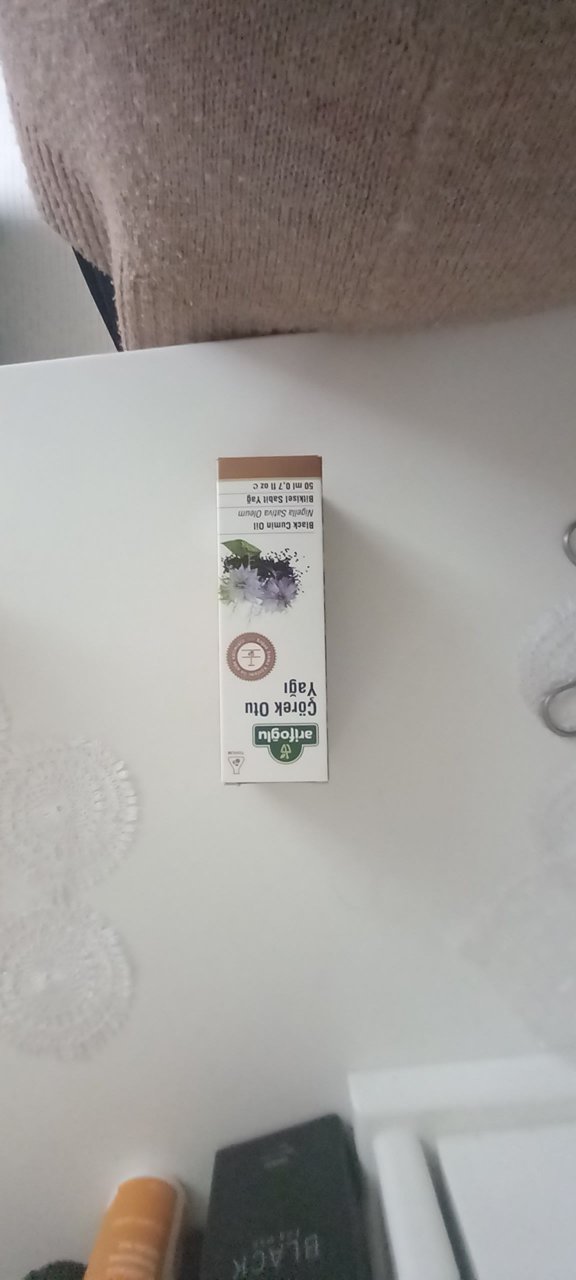 arifoğlu
Çörek Otu
Yağı
Black Cumin Oil
Nigella Sativa Oleum
Bitkisel Sabit Yağ
50 ml 0.7 fl oz e
BLACK